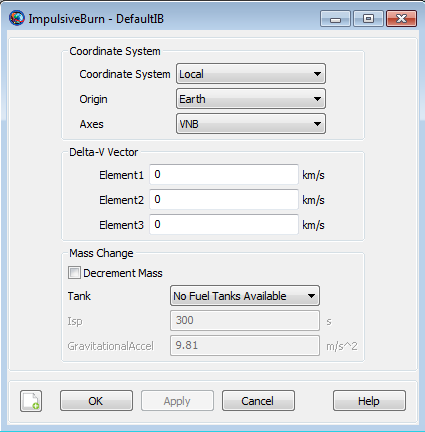 ImpulsiveBurn - DefaultIB
Coordinate System
Coordinate System Local
Origin Earth
Axes VNB
Delta-V Vector
Element1 0 km/s
Element2 0 km/s
Element3 0 km/s
Mass Change
Decrement Mass
Tank No Fuel Tanks Available
Isp 300 s
GravitationalAccel 9.81 m/s^2
OK Apply Cancel Help